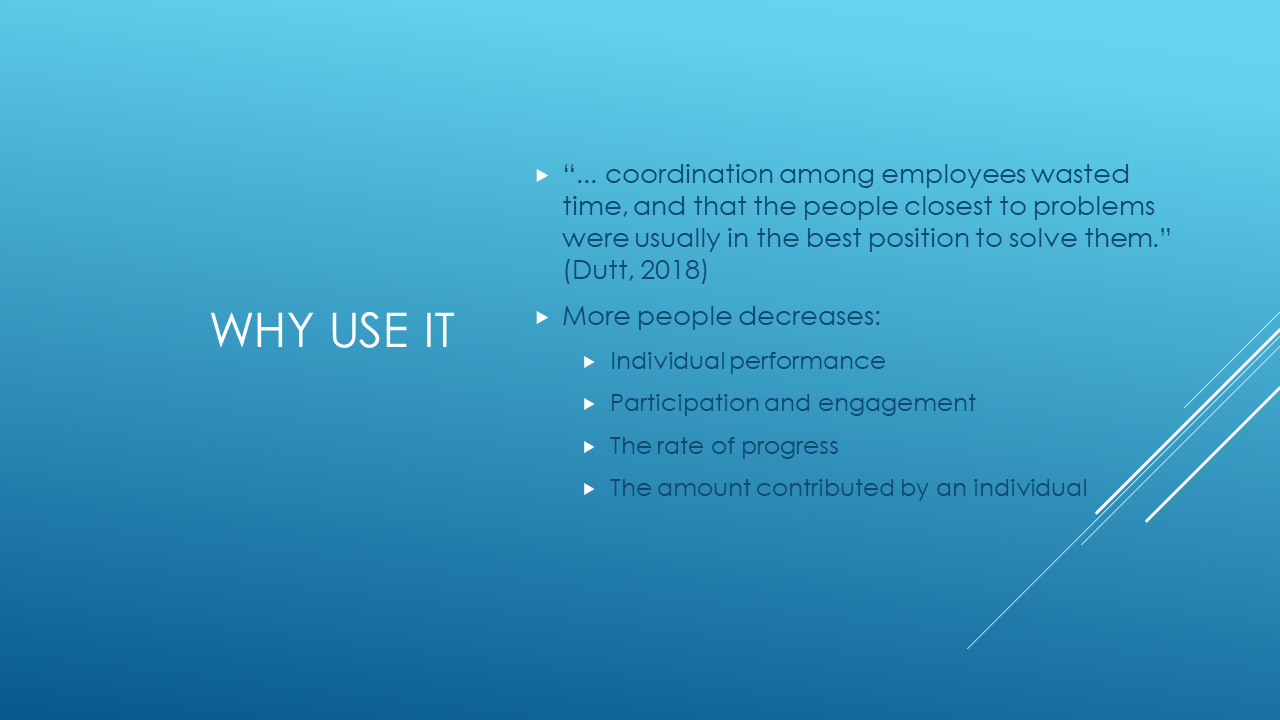 WHY USE IT
“... coordination among employees wasted
time, and that the people closest to problems
were usually in the best position to solve them.”
(Dutt, 2018)
More people decreases:
Individual performance
Participation and engagement
The rate of progress
The amount contributed by an individual